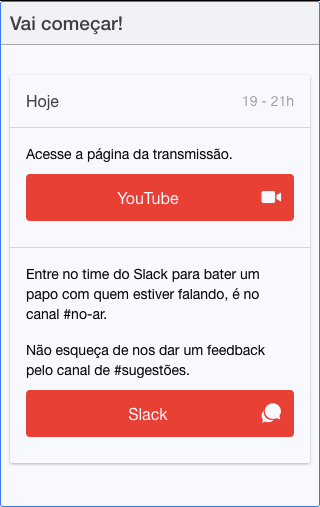 Vai começar!
Hoje 19 - 21h
Acesse a página da transmissão.
YouTube
Entre no time do Slack para bater um
papo com quem estiver falando, é no
canal #no-ar.
Não esqueça de nos dar um feedback
pelo canal de #sugestões.
Slack